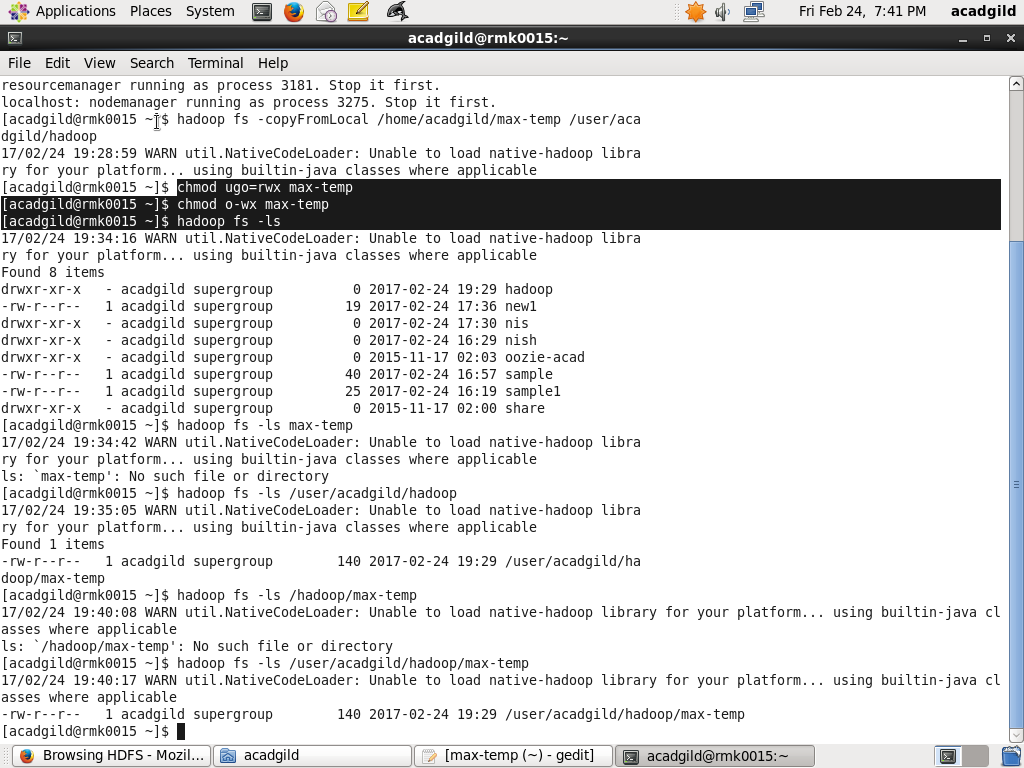 Applications Places System
Fri Feb 24, 7:41 PM acadgild
acadgild@rmk0015:~
File Edit View Search Terminal Help
resourcemanager running as process 3181. Stop it first.
localhost: nodemanager running as process 3275. Stop it first.
[acadgild@rmk0015 ~]$ hadoop fs -copyFromLocal /home/acadgild/max-temp /user/aca
dgild/hadoop
17/02/24 19:28:59 WARN util.NativeCodeLoader: Unable to load native-hadoop libra
ry for your platform... using builtin-java classes where applicable
[acadgild@rmk0015 ~]$ chmod ugo=rwx max-temp
[acadgild@rmk0015 ~]$ chmod o-wx max-temp
[acadgild@rmk0015 ~]$ hadoop fs -ls
17/02/24 19:34:16 WARN util.NativeCodeLoader: Unable to load native-hadoop libra
ry for your platform... using builtin-java classes where applicable
Found 8 items
drwxr-xr-x   - acadgild supergroup          0 2017-02-24 19:29 hadoop
-rw-r--r--   1 acadgild supergroup         19 2017-02-24 17:36 new1
drwxr-xr-x   - acadgild supergroup          0 2017-02-24 17:30 nis
drwxr-xr-x   - acadgild supergroup          0 2017-02-24 16:29 nish
drwxr-xr-x   - acadgild supergroup          0 2015-11-17 02:03 oozie-acad
-rw-r--r--   1 acadgild supergroup         40 2017-02-24 16:57 sample
-rw-r--r--   1 acadgild supergroup         25 2017-02-24 16:19 sample1
drwxr-xr-x   - acadgild supergroup          0 2015-11-17 02:00 share
[acadgild@rmk0015 ~]$ hadoop fs -ls max-temp
17/02/24 19:34:42 WARN util.NativeCodeLoader: Unable to load native-hadoop libra
ry for your platform... using builtin-java classes where applicable
ls: `max-temp': No such file or directory
[acadgild@rmk0015 ~]$ hadoop fs -ls /user/acadgild/hadoop
17/02/24 19:35:05 WARN util.NativeCodeLoader: Unable to load native-hadoop libra
ry for your platform... using builtin-java classes where applicable
Found 1 items
-rw-r--r--   1 acadgild supergroup        140 2017-02-24 19:29 /user/acadgild/ha
doop/max-temp
[acadgild@rmk0015 ~]$ hadoop fs -ls /hadoop/max-temp
17/02/24 19:40:08 WARN util.NativeCodeLoader: Unable to load native-hadoop library for your platform... using builtin-java cl
asses where applicable
ls: `/hadoop/max-temp': No such file or directory
[acadgild@rmk0015 ~]$ hadoop fs -ls /user/acadgild/hadoop/max-temp
17/02/24 19:40:17 WARN util.NativeCodeLoader: Unable to load native-hadoop library for your platform... using builtin-java cl
asses where applicable
-rw-r--r--   1 acadgild supergroup        140 2017-02-24 19:29 /user/acadgild/hadoop/max-temp
[acadgild@rmk0015 ~]$
Browsing HDFS - Mozil... acadgild [max-temp (~) - gedit] acadgild@rmk0015:~